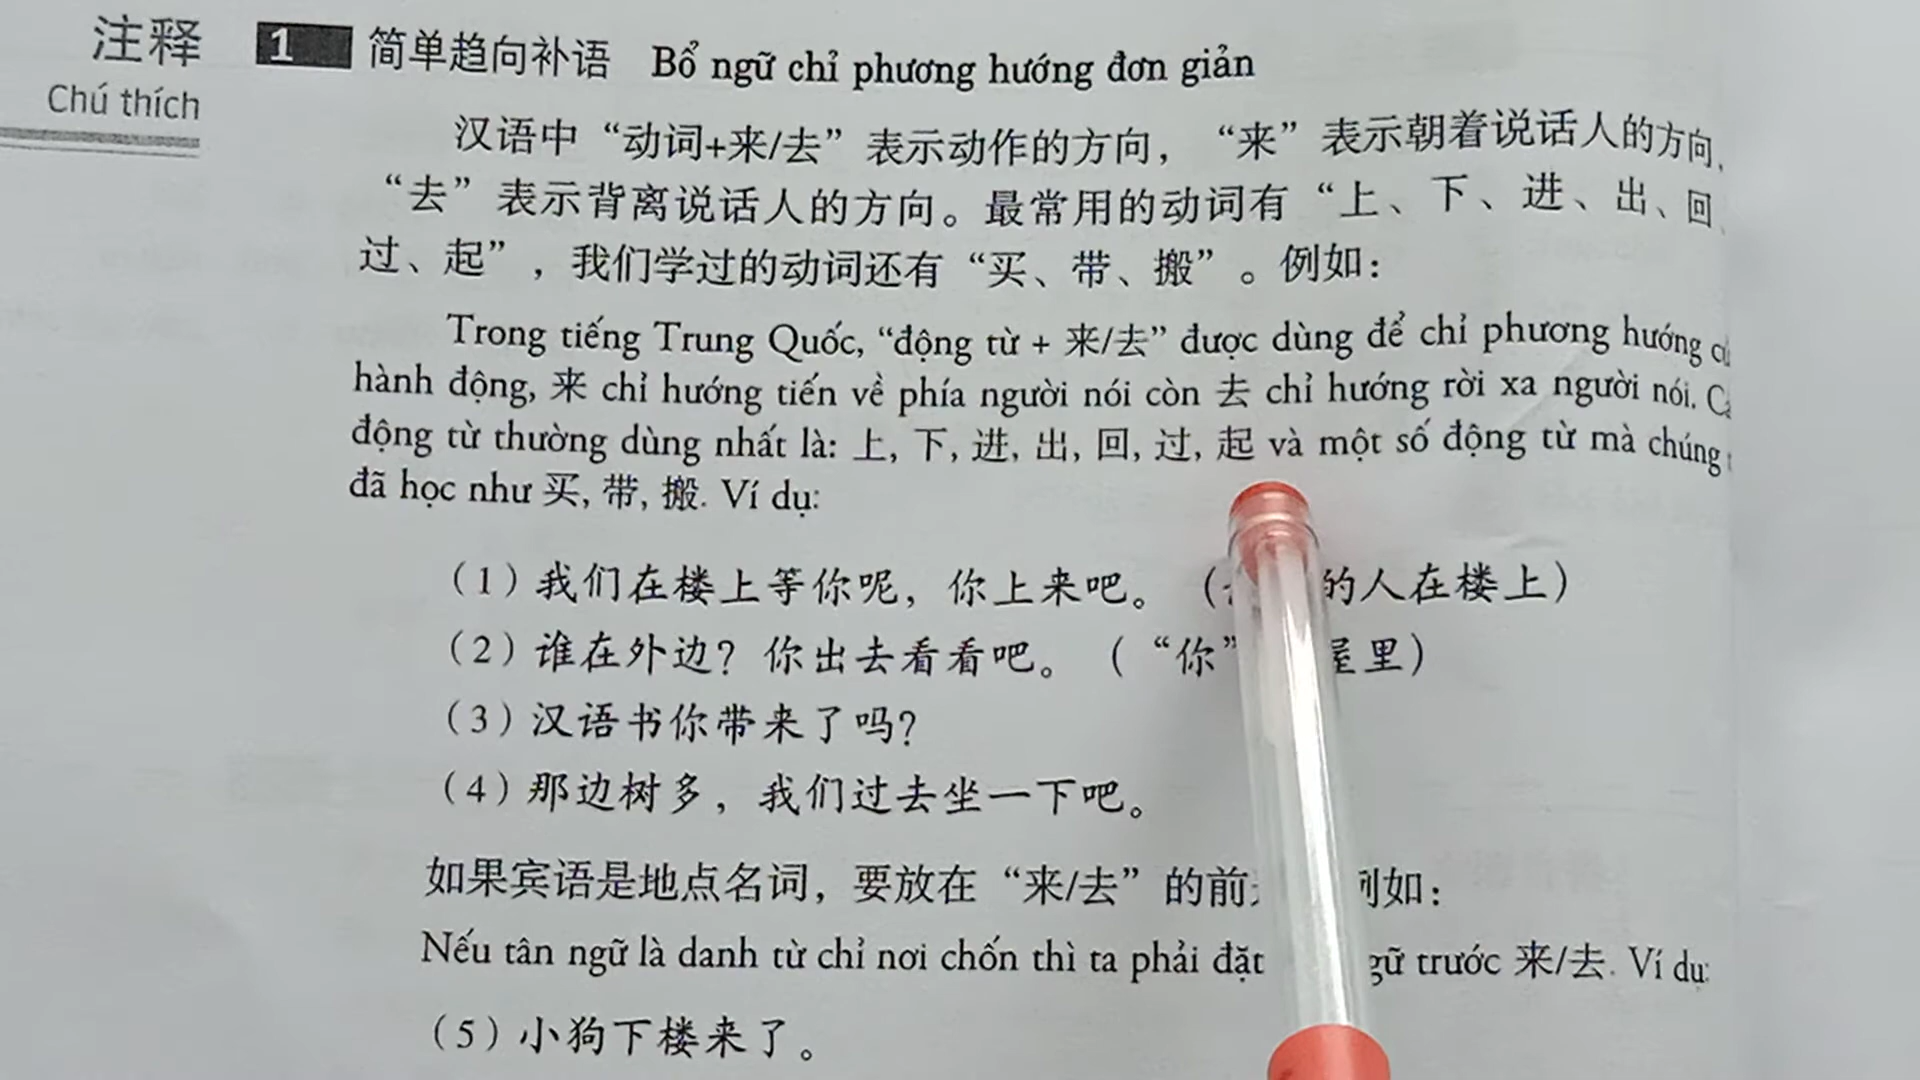 注释
Chú thích
1 简单趋向补语 Bổ ngữ chỉ phương hướng đơn giản
汉语中“动词+来/去”表示动作的方向，“来”表示朝着说话人的方向，
“去”表示背离说话人的方向。最常用的动词有“上、下、进、出、回
过、起”，我们学过的动词还有“买、带、搬”。例如：
Trong tiếng Trung Quốc, “động từ + 来/去” được dùng để chỉ phương hướng
hành động, 来 chỉ hướng tiến về phía người nói còn 去 chỉ hướng rời xa người nói.
động từ thường dùng nhất là: 上, 下, 进, 出, 回, 过, 起 và một số động từ mà chúng
đã học như 买, 带, 搬. Ví dụ:
（1）我们在楼上等你呢，你上来吧。（ 的人在楼上）
（2）谁在外边？你出去看看吧。（“你” 屋里）
（3）汉语书你带来了吗？
（4）那边树多，我们过去坐一下吧。
如果宾语是地点名词，要放在“来/去”的前 例如：
Nếu tân ngữ là danh từ chỉ nơi chốn thì ta phải đặt ngữ trước 来/去. Ví dụ:
（5）小狗下楼来了。